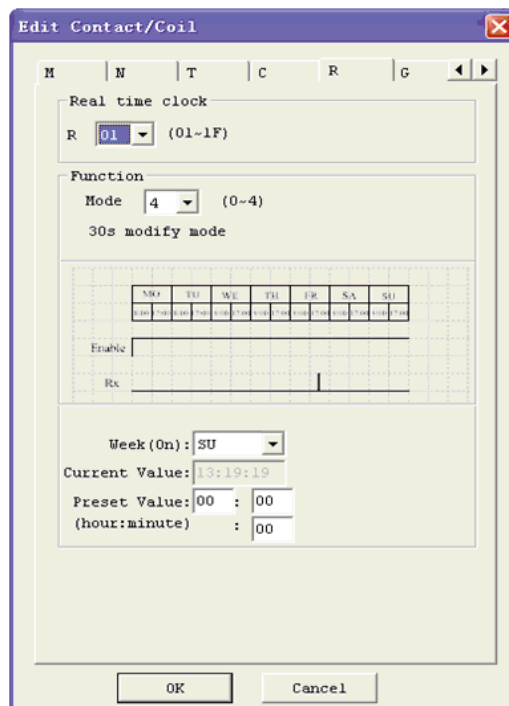 Edit Contact/Coil
M N T C R G
Real time clock
R 01 (01~1F)
Function
Mode 4 (0~4)
30s modify mode
MO TU WE TH FR SA SU
Enable
Rx
Week(On): SU
Current Value: 13:19:19
Preset Value: 00 : 00
(hour:minute) : 00
OK Cancel